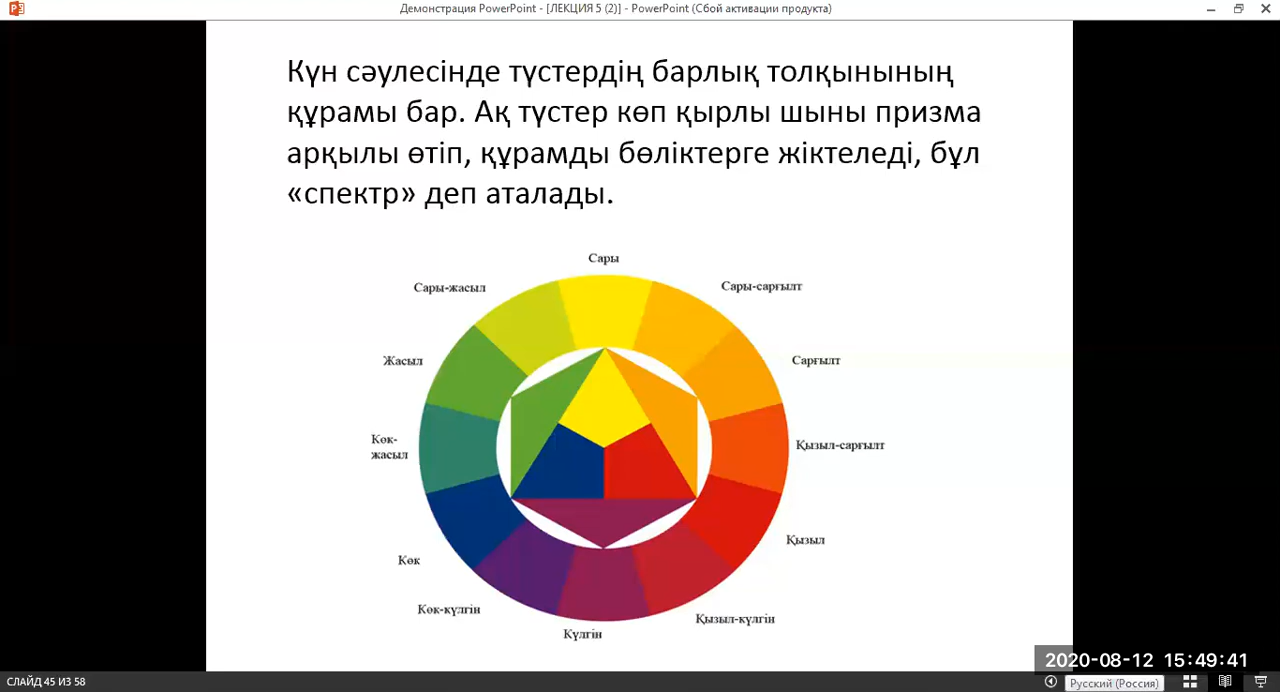 Демонстрация PowerPoint - [ЛЕКЦИЯ 5 (2)] - PowerPoint (Сбой активации продукта)
Күн сәулесінде түстердің барлық толқынының
құрамы бар. Ақ түстер көп қырлы шыны призма
арқылы өтіп, құрамды бөліктерге жіктеледі, бұл
«спектр» деп аталады.
Сары
Сары-жасыл
Сары-сарғылт
Жасыл
Сарғылт
Көк-
жасыл
Қызыл-сарғылт
Қызыл
Көк
Көк-күлгін
Қызыл-күлгін
Күлгін
2020-08-12 15:49:41
СЛАЙД 45 ИЗ 58
Русский (Россия)